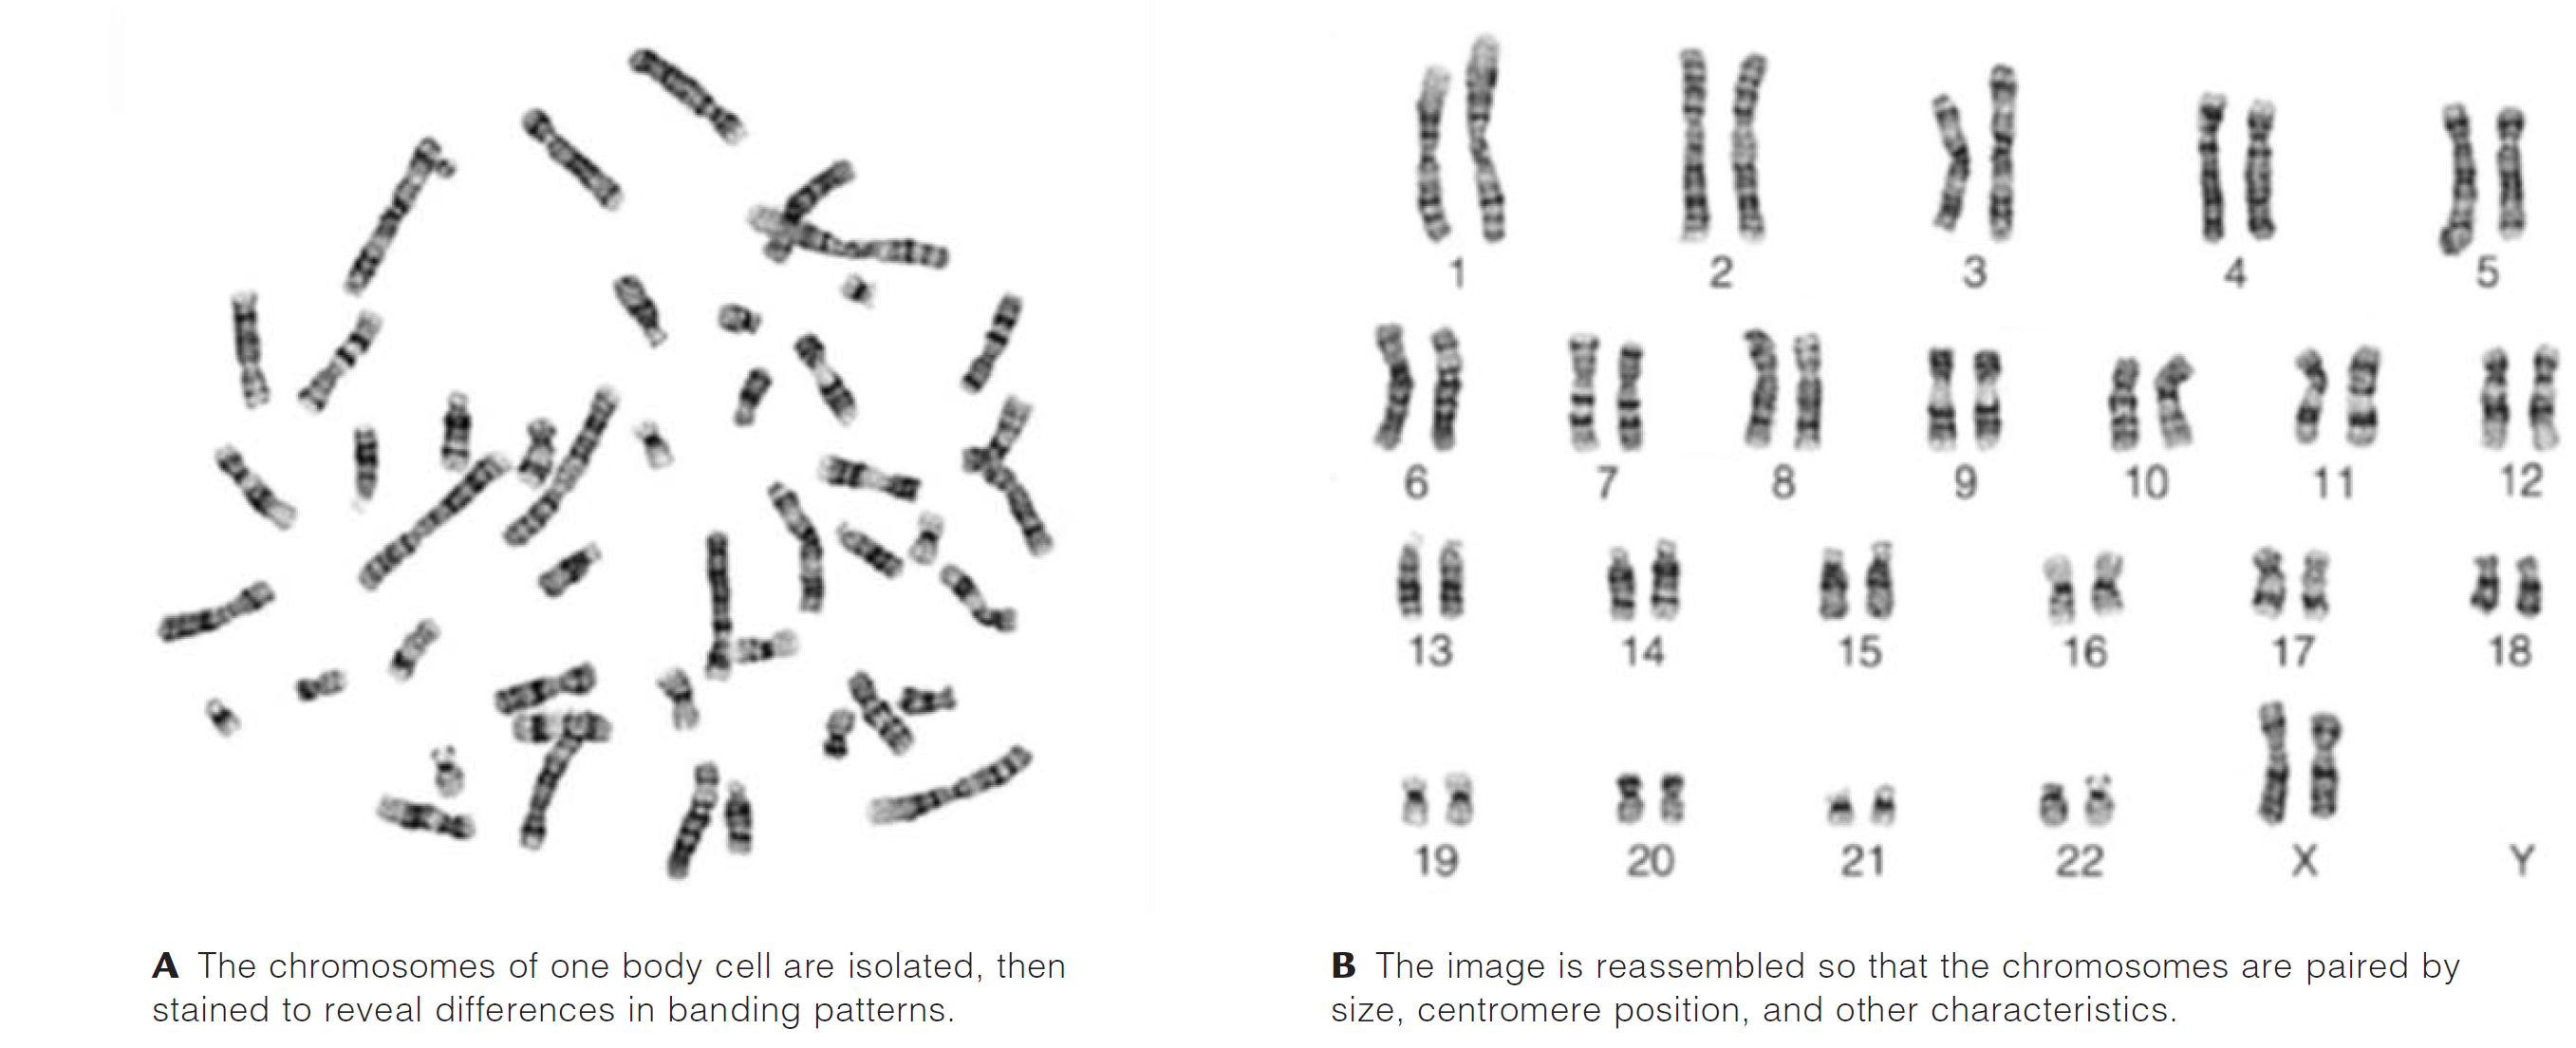 1 2 3 4 5
6 7 8 9 10 11 12
13 14 15 16 17 18
19 20 21 22 X Y
A The chromosomes of one body cell are isolated, then
stained to reveal differences in banding patterns.
B The image is reassembled so that the chromosomes are paired by
size, centromere position, and other characteristics.